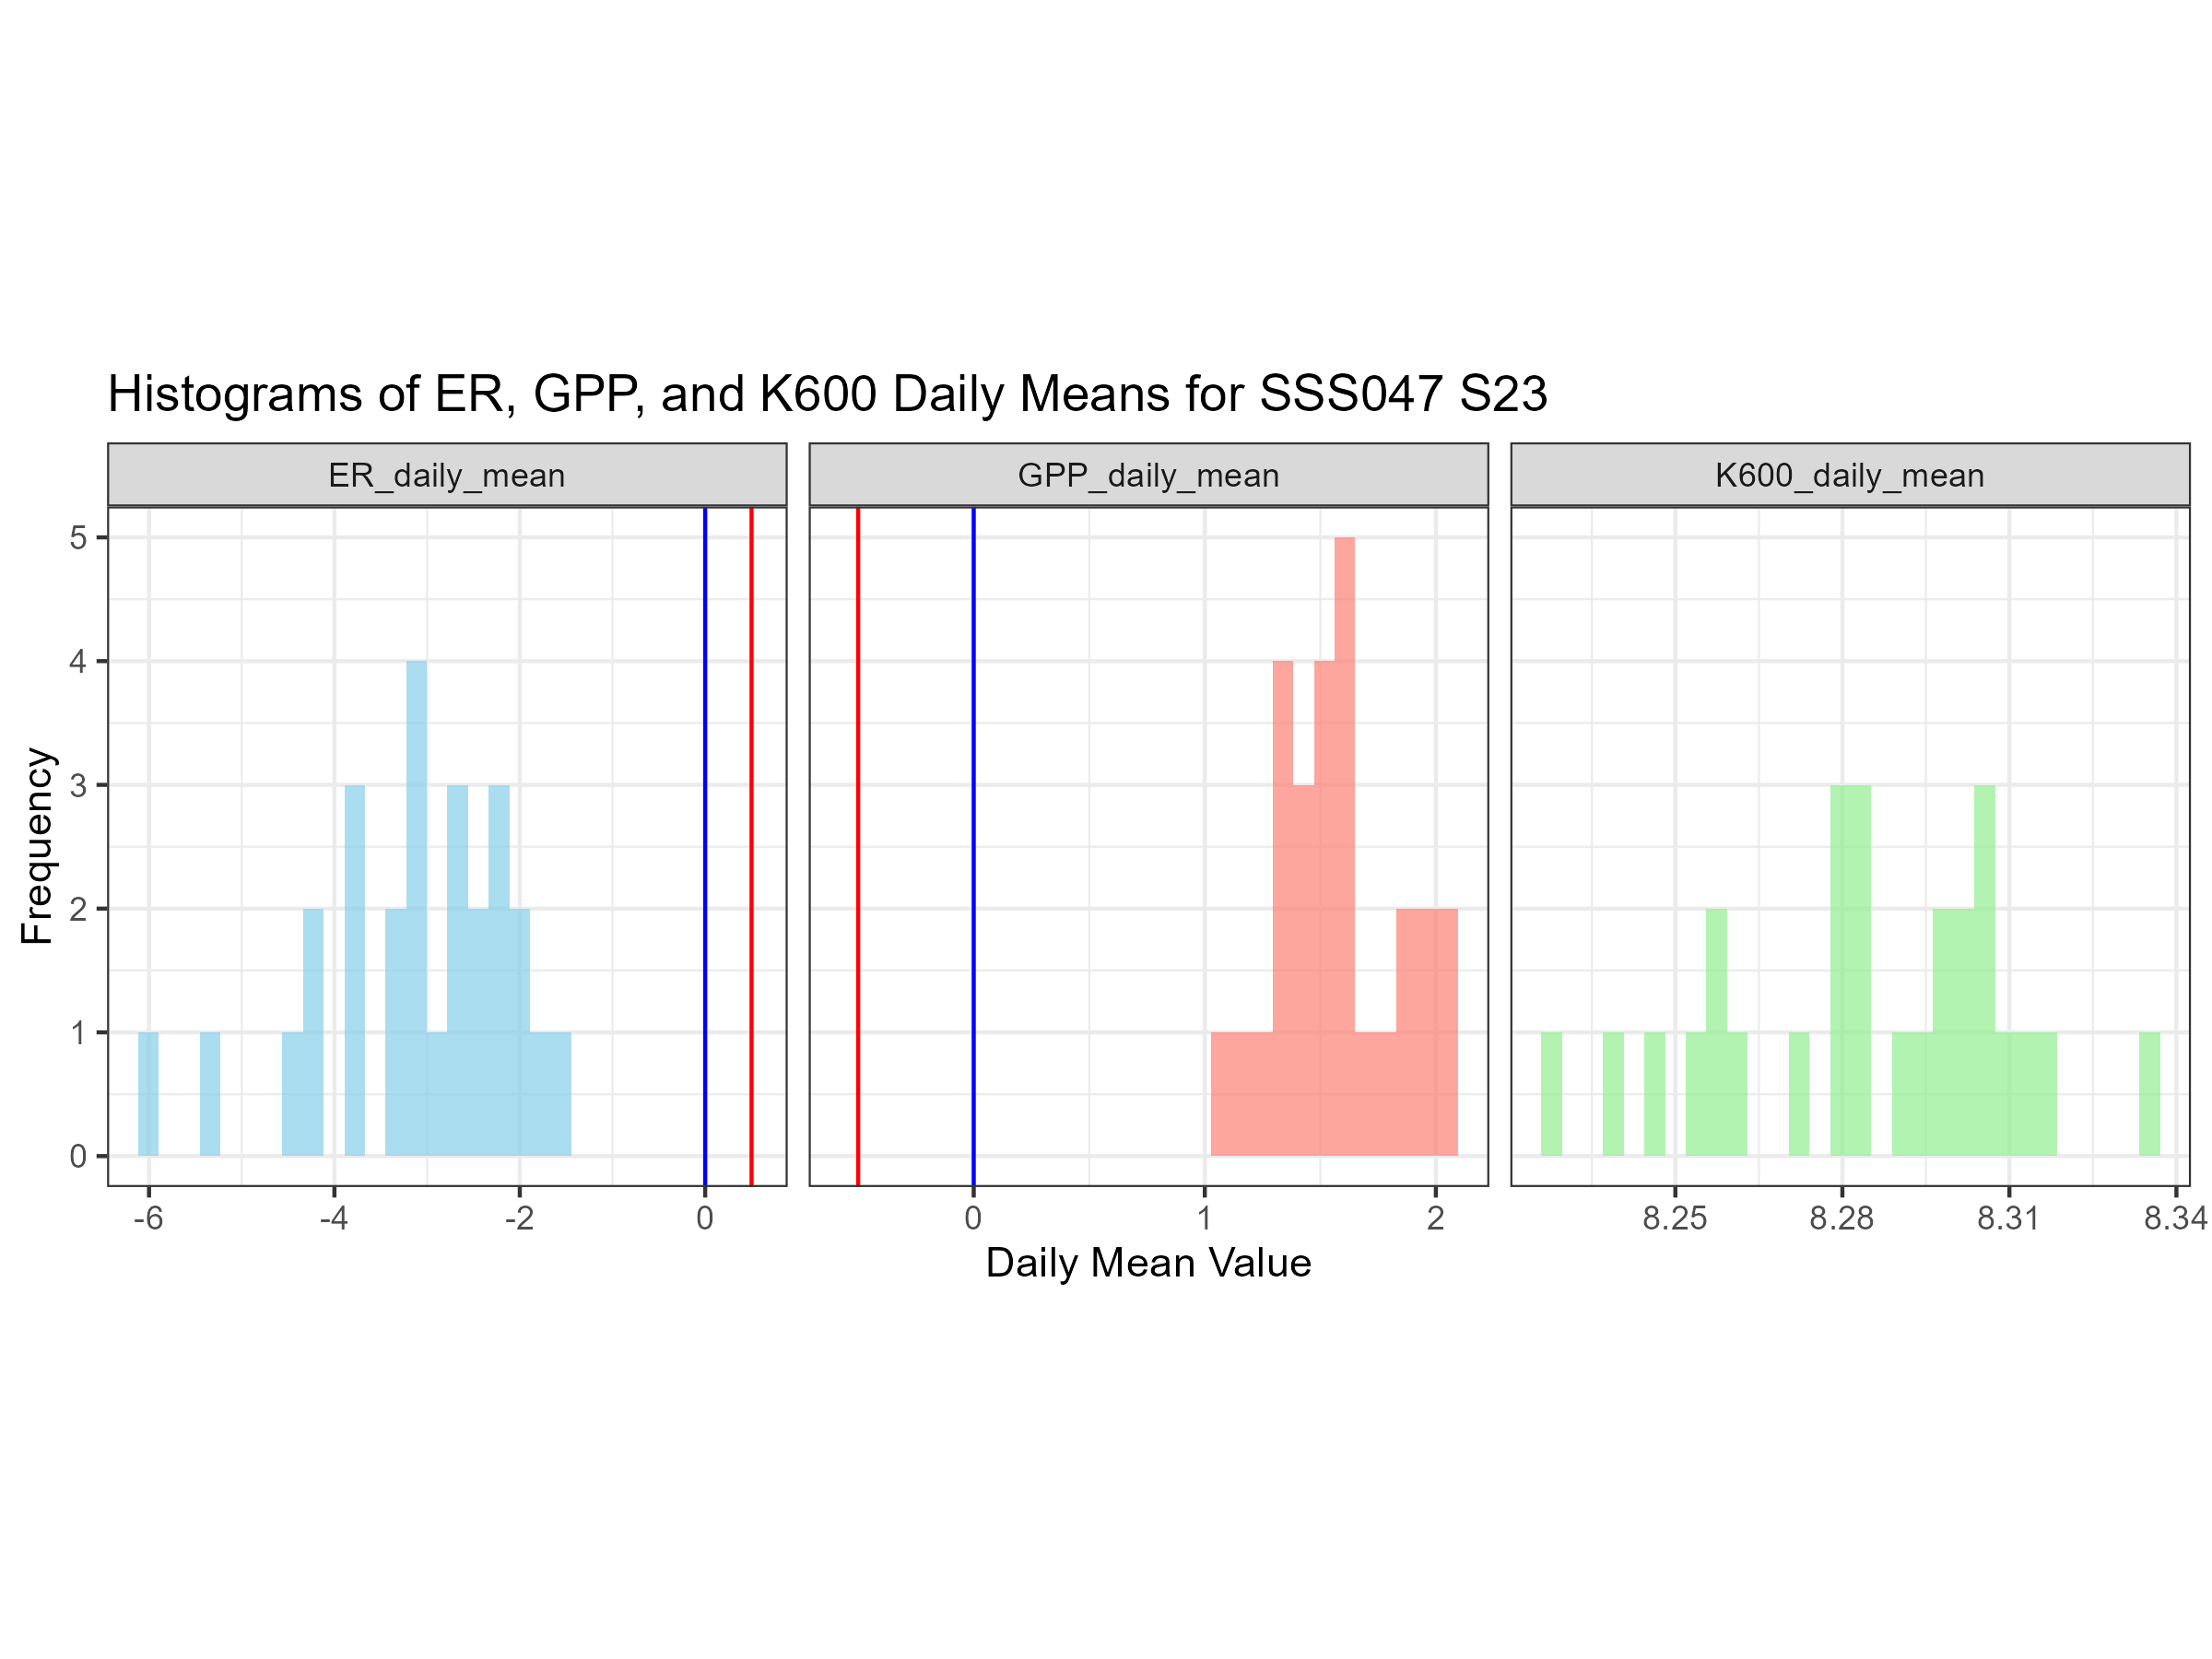 Histograms of ER, GPP, and K600 Daily Means for SSS047 S23
ER_daily_mean GPP_daily_mean K600_daily_mean
5
4
3
2
1
0
Frequency
-6 -4 -2 0 0 1 2 8.25 8.28 8.31 8.34
Daily Mean Value